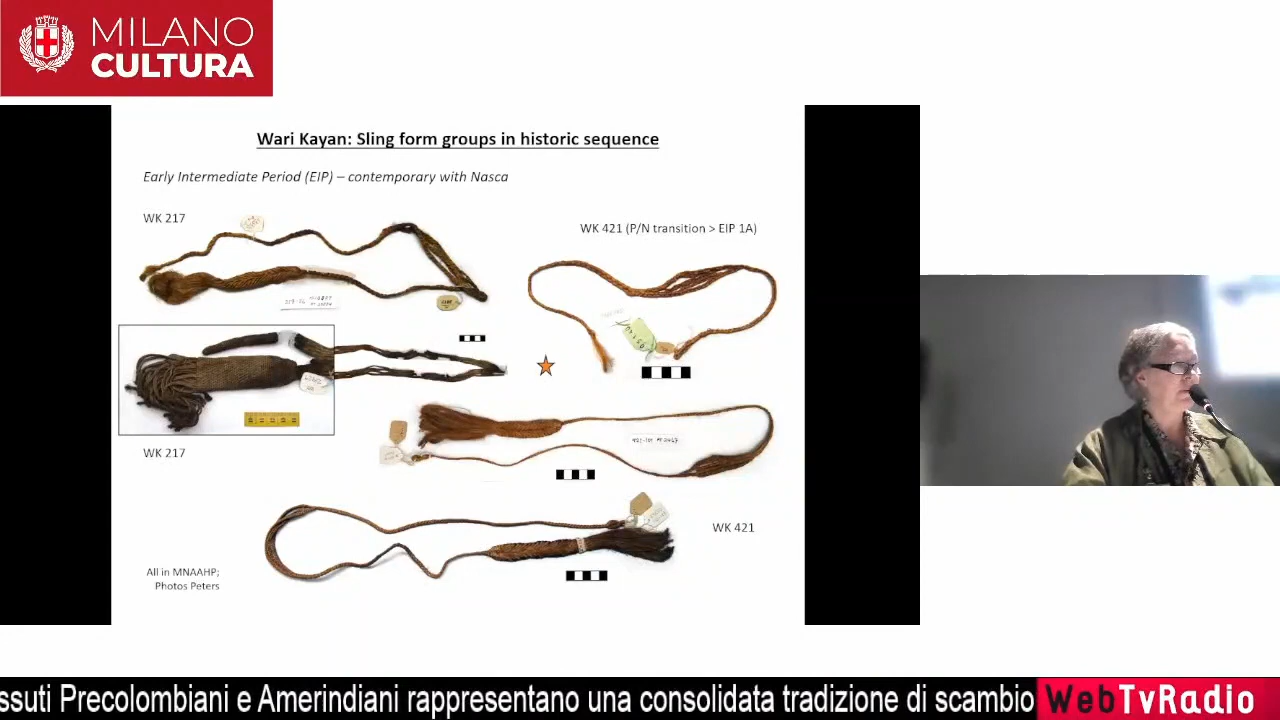 MILANO
CULTURA
Wari Kayan: Sling form groups in historic sequence
Early Intermediate Period (EIP) – contemporary with Nasca
WK 217
WK 421 (P/N transition > EIP 1A)
WK 217
WK 421
All in MNAAHP;
Photos Peters
ssuti Precolombiani e Amerindiani rappresentano una consolidata tradizione di scambio
WebTvRadio